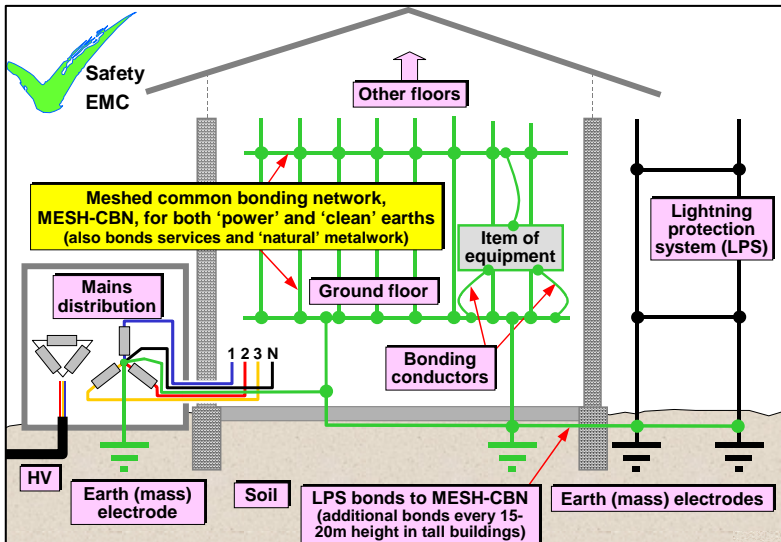 Safety
EMC
Other floors
Meshed common bonding network,
MESH-CBN, for both ‘power’ and ‘clean’ earths
(also bonds services and ‘natural’ metalwork)
Lightning
protection
system (LPS)
Item of
equipment
Mains
distribution
Ground floor
1 2 3 N
Bonding
conductors
HV
Earth (mass)
electrode
Soil
LPS bonds to MESH-CBN
(additional bonds every 15-
20m height in tall buildings)
Earth (mass) electrodes